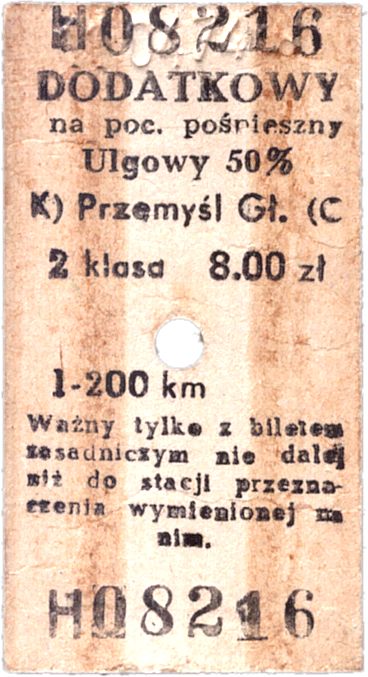 H08216
DODATKOWY
na poc. pośpieszny
Ulgowy 50%
K) Przemyśl Gł. (C
2 klasa 8.00 zł
1-200 km
Ważny tylko z biletem
zasadniczym nie dalej
niż do stacji przezna-
czenia wymienionej na
nim.
H08216